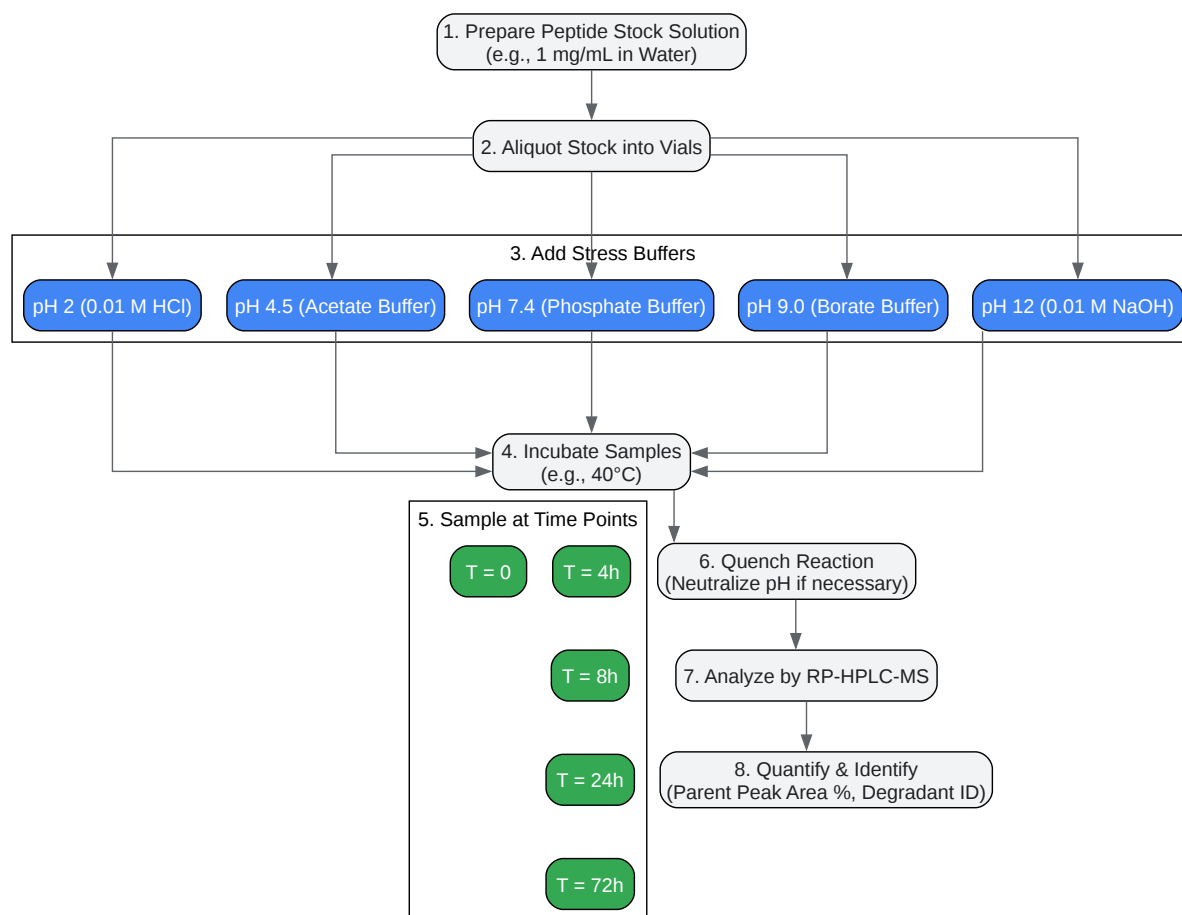 1. Prepare Peptide Stock Solution
(e.g., 1 mg/mL in Water)
2. Aliquot Stock into Vials
3. Add Stress Buffers
pH 2 (0.01 M HCl)
pH 4.5 (Acetate Buffer)
pH 7.4 (Phosphate Buffer)
pH 9.0 (Borate Buffer)
pH 12 (0.01 M NaOH)
4. Incubate Samples
(e.g., 40°C)
5. Sample at Time Points
T = 0
T = 4h
T = 8h
T = 24h
T = 72h
6. Quench Reaction
(Neutralize pH if necessary)
7. Analyze by RP-HPLC-MS
8. Quantify & Identify
(Parent Peak Area %, Degradant ID)